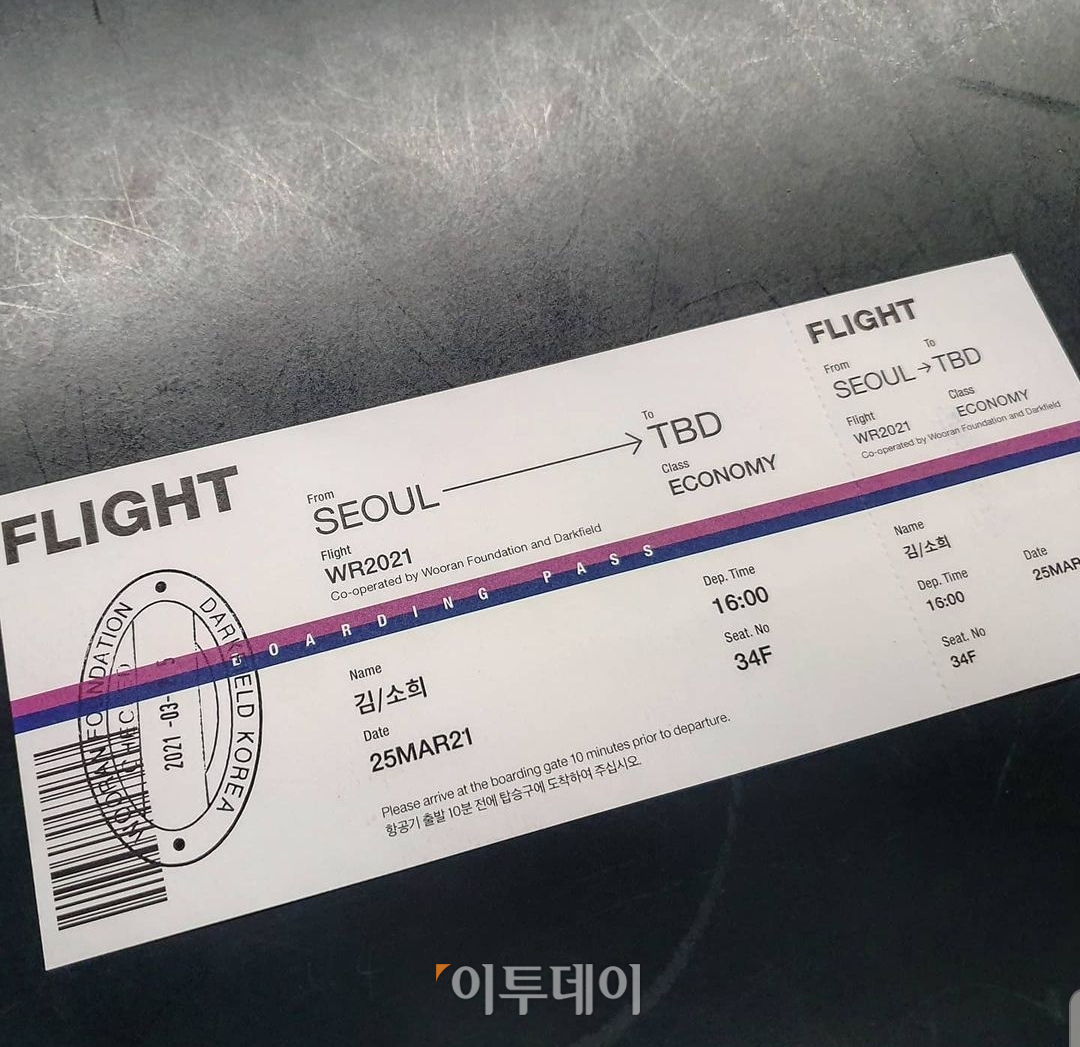 FLIGHT
From
SEOUL
To
TBD
Flight
WR2021
Class
ECONOMY
Co-operated by Wooran Foundation and Darkfield
BOARDING PASS
Name
김/소희
Date
25MAR21
Dep. Time
16:00
Seat. No
34F
Please arrive at the boarding gate 10 minutes prior to departure.
항공기 출발 10분 전에 탑승구에 도착하여 주십시오.
WOORAN FOUNDATION
DARKFIELD KOREA
2021 -03-
FLIGHT
From
To
SEOUL→TBD
Flight
WR2021
Class
ECONOMY
Co-operated by Wooran Foundation and Darkfield
Name
김/소희
Dep. Time
16:00
Date
25MAR
Seat. No
34F
이투데이